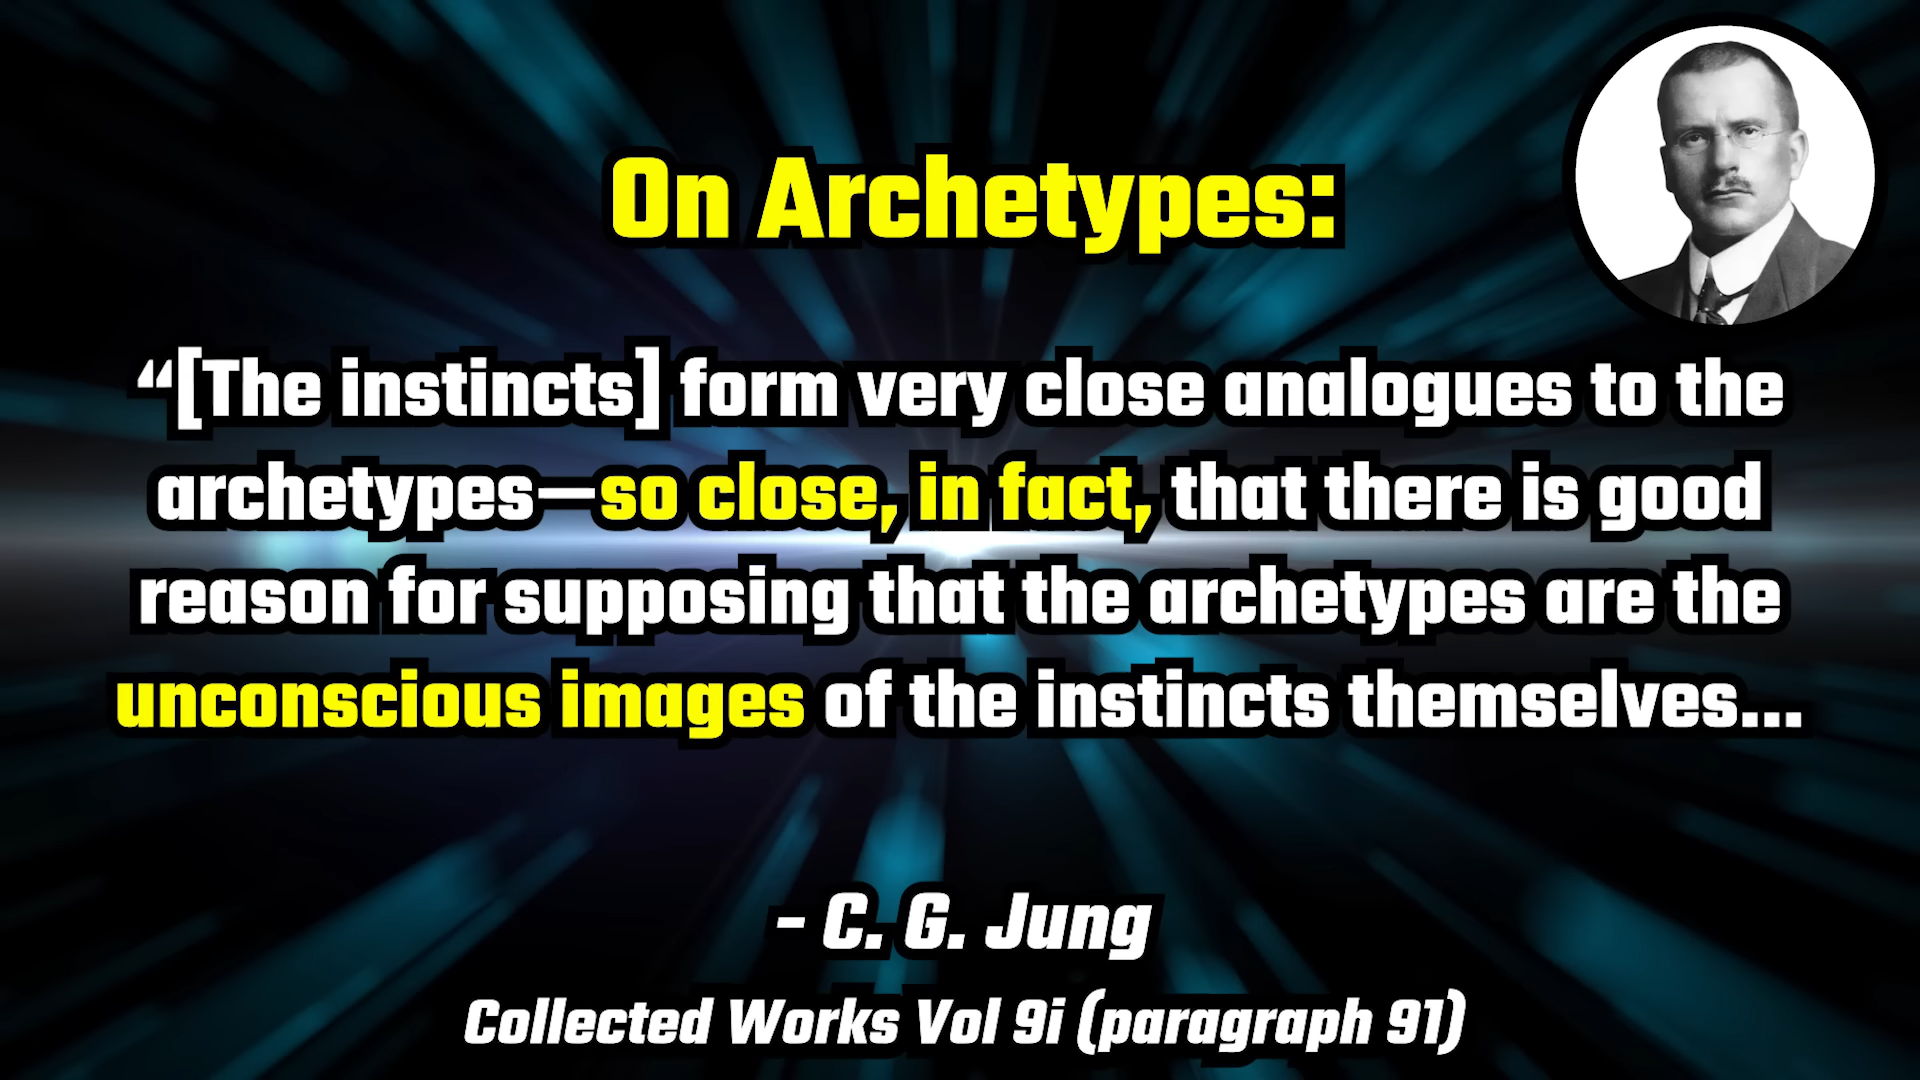 On Archetypes:
“[The instincts] form very close analogues to the
archetypes—so close, in fact, that there is good
reason for supposing that the archetypes are the
unconscious images of the instincts themselves...
- C. G. Jung
Collected Works Vol 9i (paragraph 91)